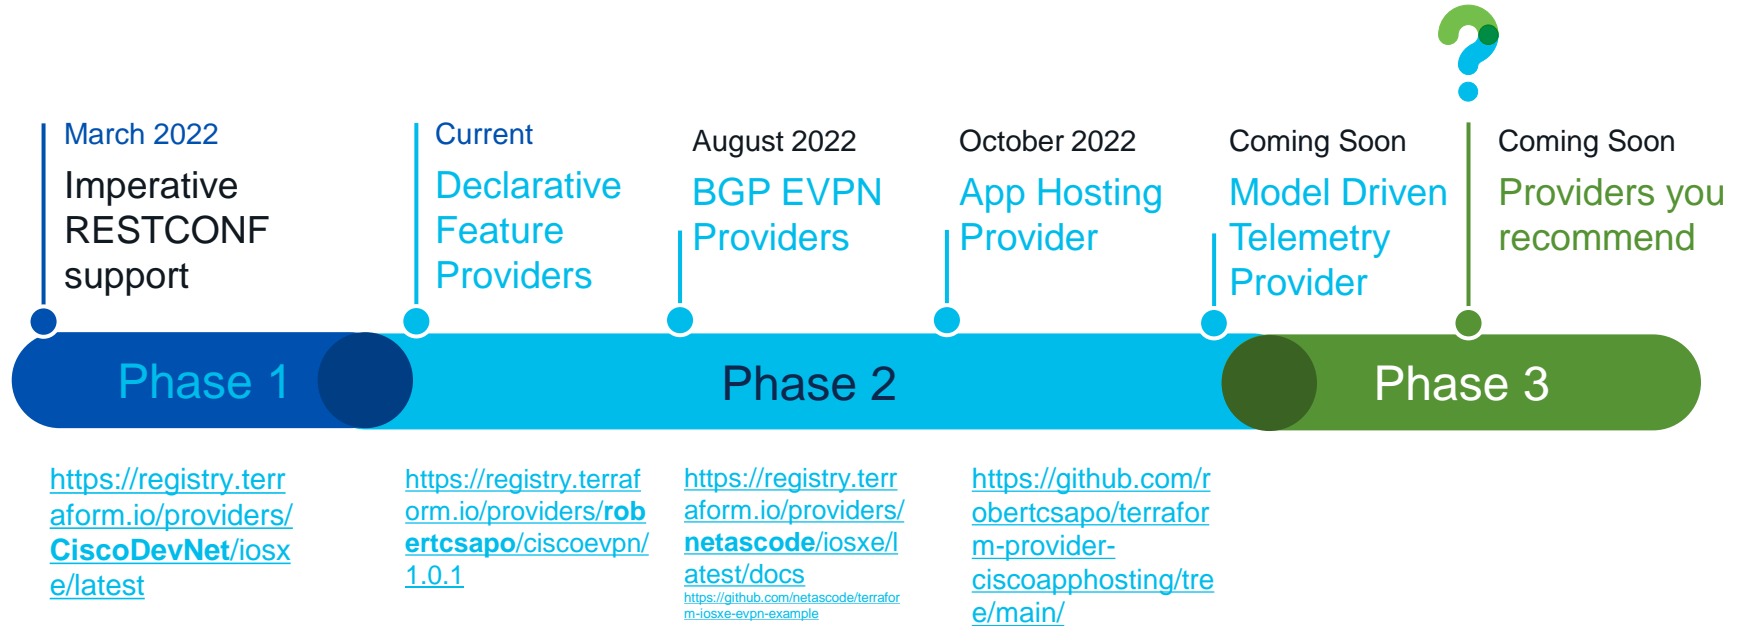 March 2022
Imperative
RESTCONF
support
Current
Declarative
Feature
Providers
August 2022
BGP EVPN
Providers
October 2022
App Hosting
Provider
Coming Soon
Model Driven
Telemetry
Provider
?
Coming Soon
Providers you
recommend
Phase 1
Phase 2
Phase 3
https://registry.terr
aform.io/providers/
CiscoDevNet/iosx
e/latest
https://registry.terraf
orm.io/providers/rob
ertcsapo/ciscoevpn/
1.0.1
https://registry.terr
aform.io/providers/
netascode/iosxe/l
atest/docs
https://github.com/netascode/terrafor
m-iosxe-evpn-example
https://github.com/r
obertcsapo/terrafor
m-provider-
ciscoapphosting/tre
e/main/